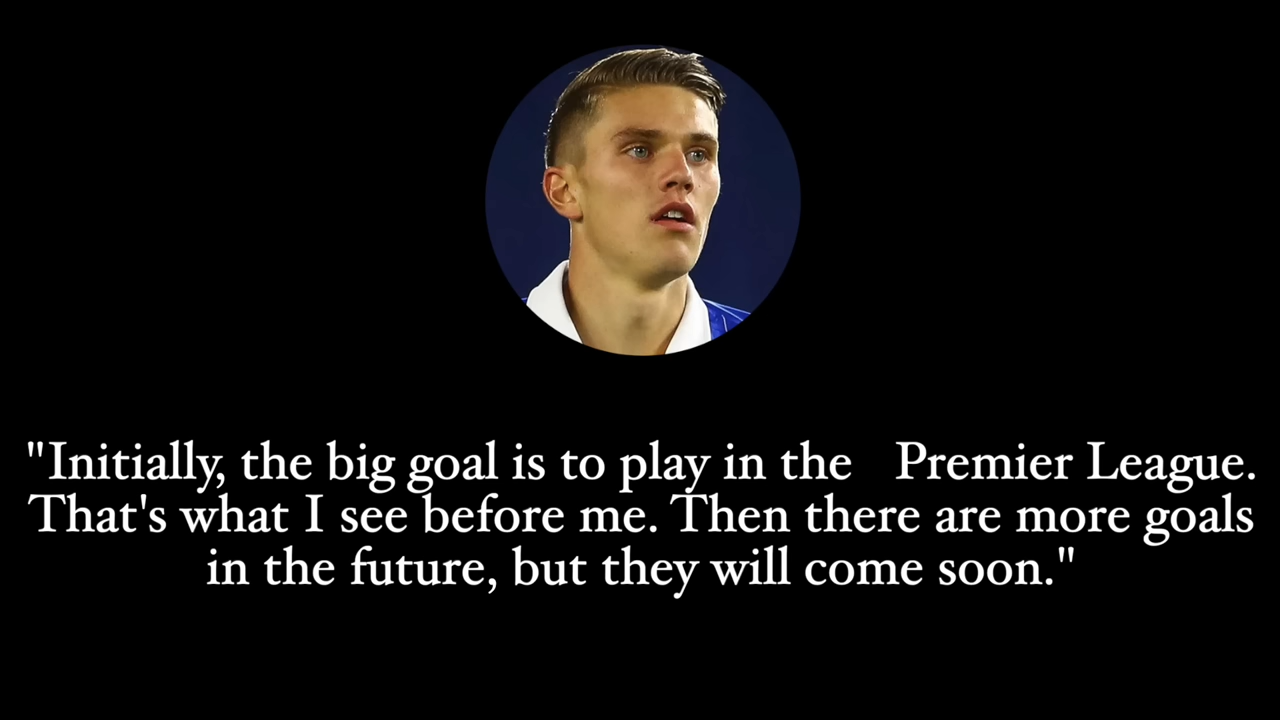 "Initially, the big goal is to play in the Premier League.
That's what I see before me. Then there are more goals
in the future, but they will come soon."